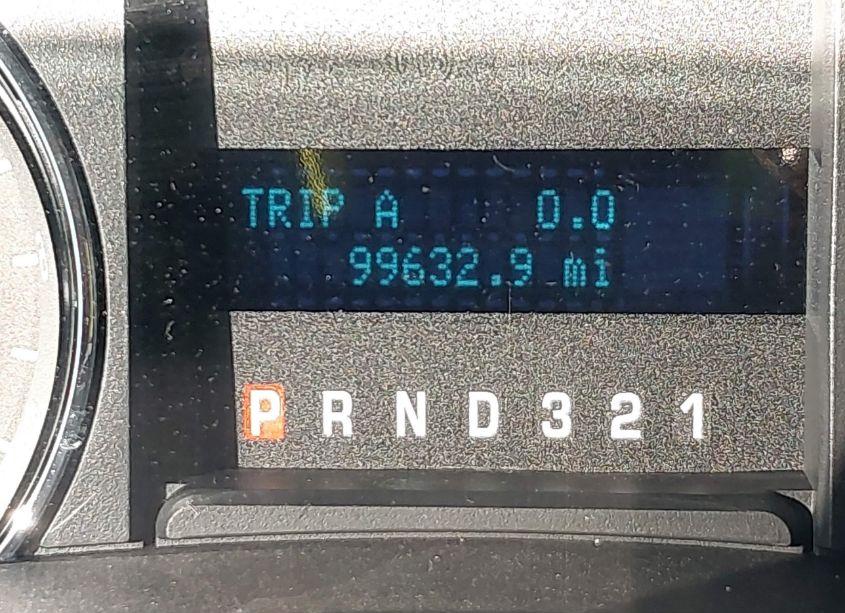 TRIP A 0.0
99632.9 mi
P R N D 3 2 1